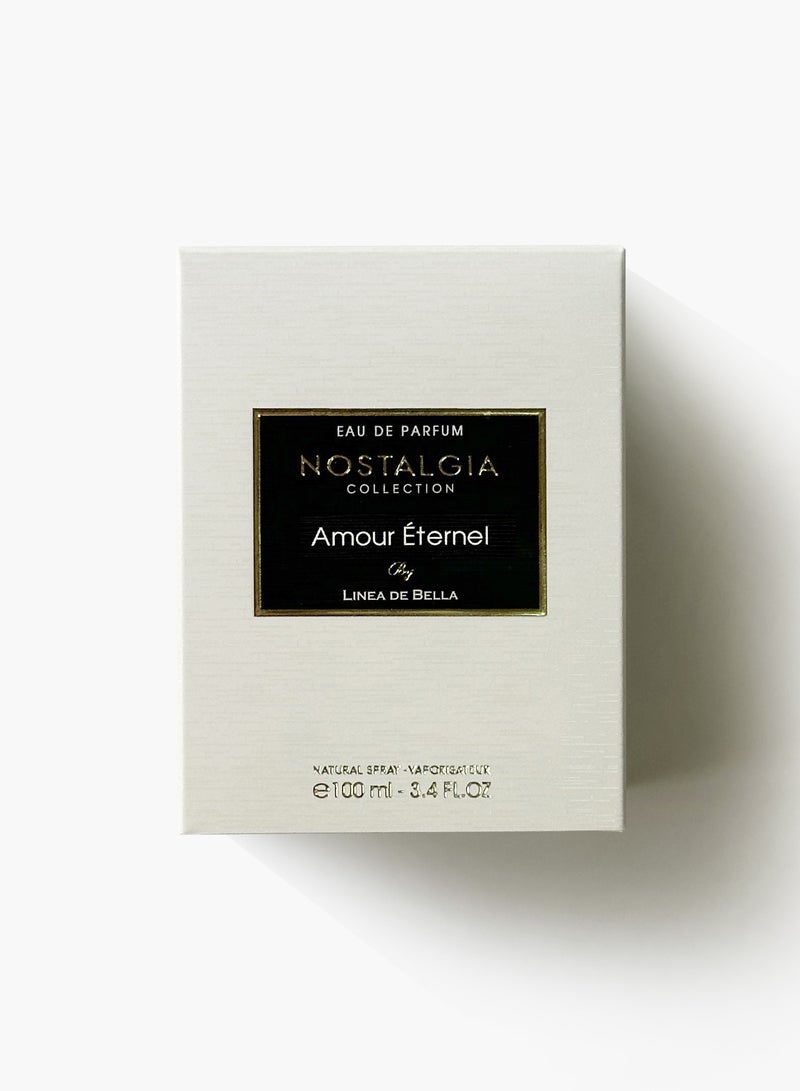 EAU DE PARFUM
NOSTALGIA
COLLECTION
Amour Éternel
By
LINEA DE BELLA
NATURAL SPRAY - VAPORISATEUR
℮100 ml - 3.4 FL.OZ